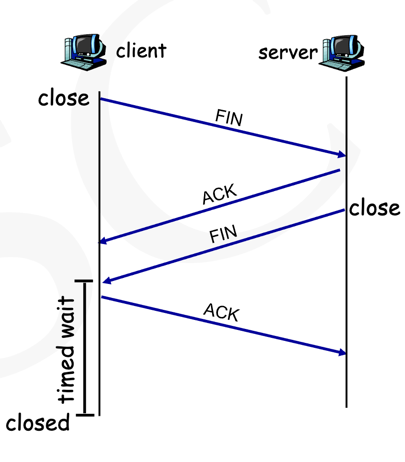 client
server
close
FIN
ACK
close
FIN
timed wait
ACK
closed